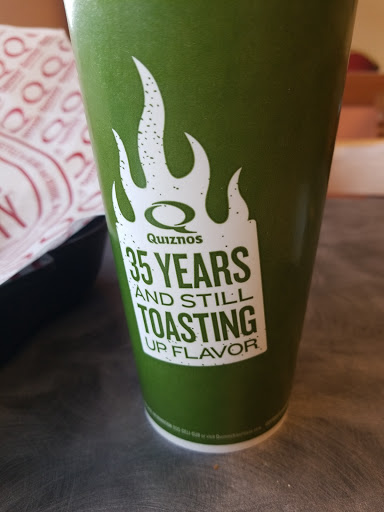 Quiznos
35 YEARS
AND STILL
TOASTING
UP FLAVOR